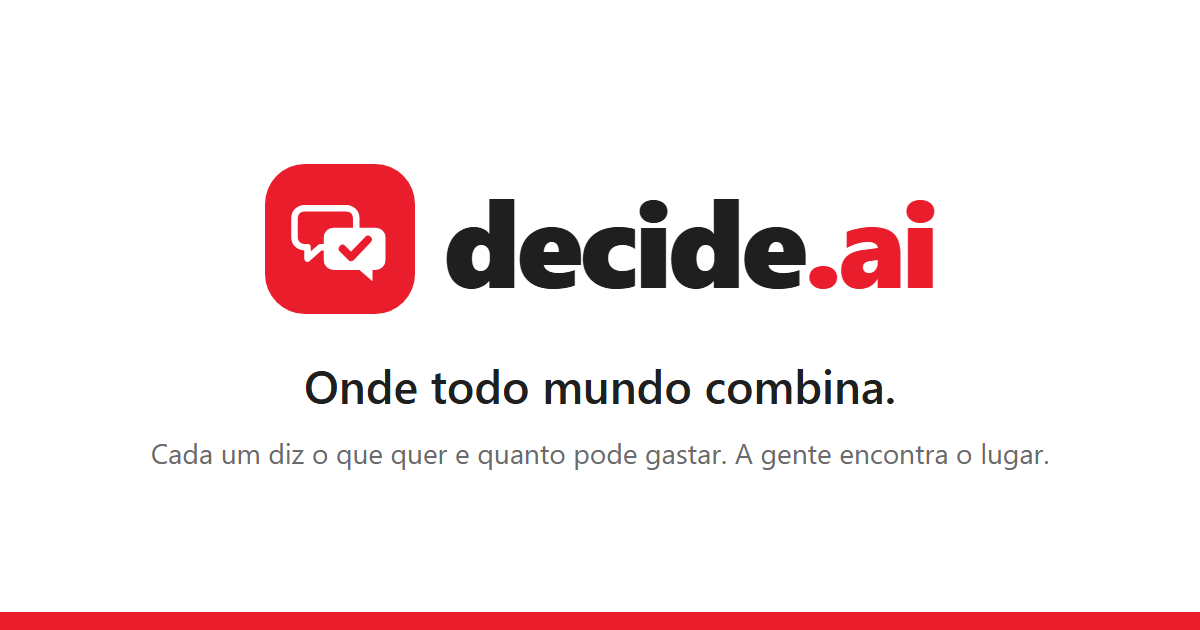 decide.ai
Onde todo mundo combina.
Cada um diz o que quer e quanto pode gastar. A gente encontra o lugar.